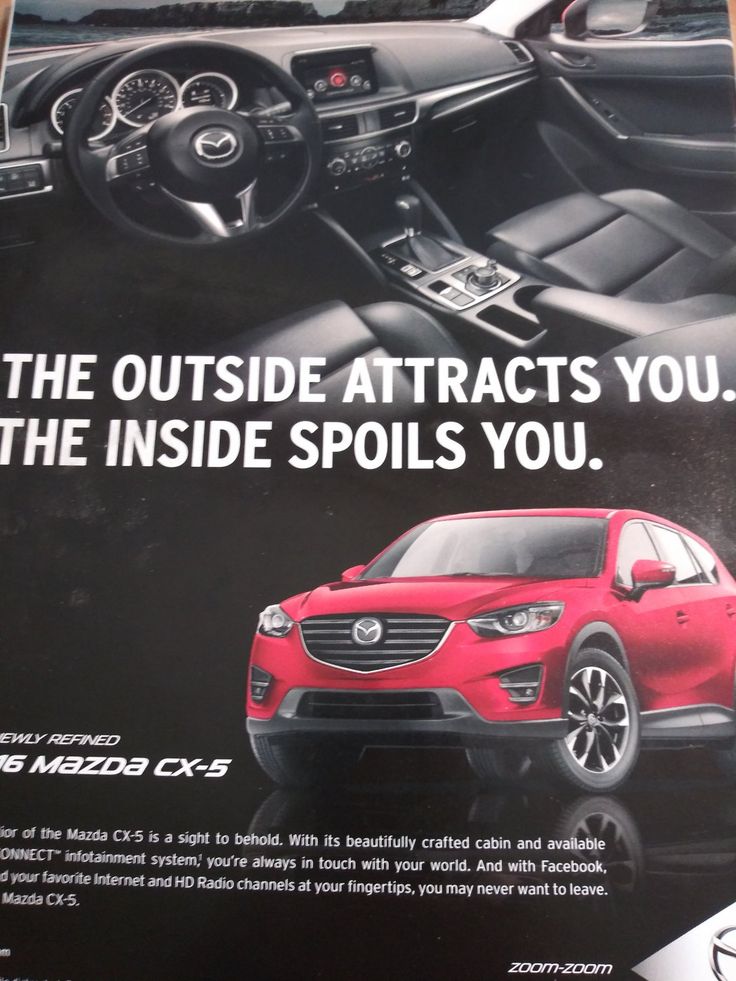 THE OUTSIDE ATTRACTS YOU.
THE INSIDE SPOILS YOU.
EWLY REFINED
16 Mazda CX-5
ior of the Mazda CX-5 is a sight to behold. With its beautifully crafted cabin and available
ONNECT™ infotainment system,¹ you're always in touch with your world. And with Facebook,
d your favorite Internet and HD Radio channels at your fingertips, you may never want to leave.
Mazda CX-5.
om
zoom-zoom